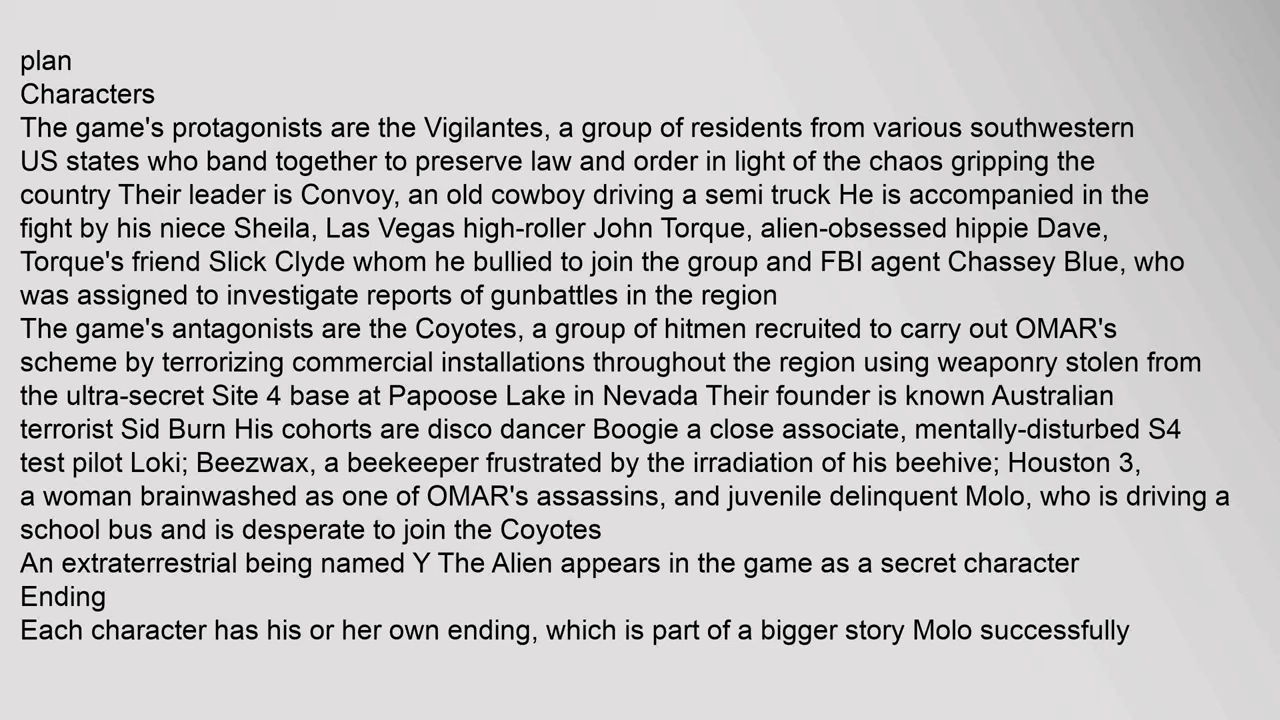 plan
Characters
The game's protagonists are the Vigilantes, a group of residents from various southwestern
US states who band together to preserve law and order in light of the chaos gripping the
country Their leader is Convoy, an old cowboy driving a semi truck He is accompanied in the
fight by his niece Sheila, Las Vegas high-roller John Torque, alien-obsessed hippie Dave,
Torque's friend Slick Clyde whom he bullied to join the group and FBI agent Chassey Blue, who
was assigned to investigate reports of gunbattles in the region
The game's antagonists are the Coyotes, a group of hitmen recruited to carry out OMAR's
scheme by terrorizing commercial installations throughout the region using weaponry stolen from
the ultra-secret Site 4 base at Papoose Lake in Nevada Their founder is known Australian
terrorist Sid Burn His cohorts are disco dancer Boogie a close associate, mentally-disturbed S4
test pilot Loki; Beezwax, a beekeeper frustrated by the irradiation of his beehive; Houston 3,
a woman brainwashed as one of OMAR's assassins, and juvenile delinquent Molo, who is driving a
school bus and is desperate to join the Coyotes
An extraterrestrial being named Y The Alien appears in the game as a secret character
Ending
Each character has his or her own ending, which is part of a bigger story Molo successfully